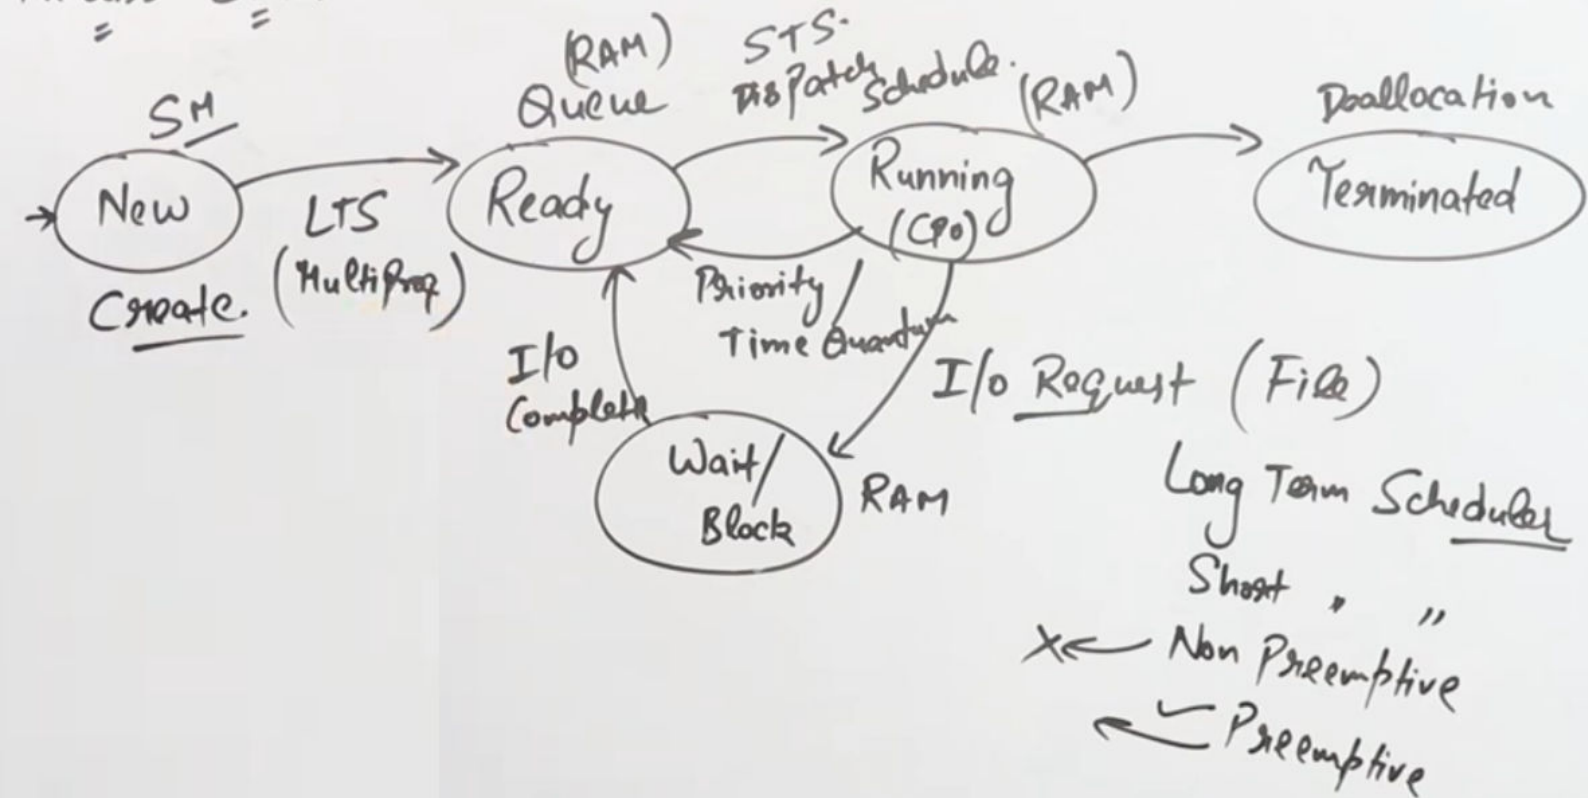 (RAM)
Queue
STS.
Dispatch Schedule.
(RAM)
Deallocation
SM
New
Create.
LTS
(MultiProg)
Ready
Running
(CPU)
Terminated
Priority /
Time Quantum
I/O
Complete
Wait/
Block
RAM
I/O Request (File)
Long Term Scheduler
Short " "
X ← Non Preemptive
← ✓ Preemptive